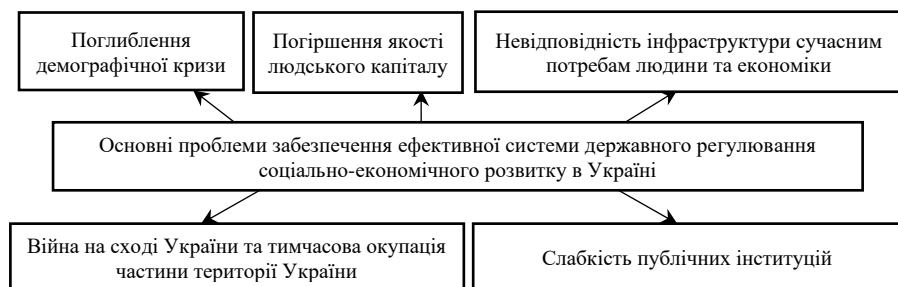 Поглиблення
демографічної кризи
Погіршення якості
людського капіталу
Невідповідність інфраструктури сучасним
потребам людини та економіки
Основні проблеми забезпечення ефективної системи державного регулювання
соціально-економічного розвитку в Україні
Війна на сході України та тимчасова окупація
частини території України
Слабкість публічних інституцій